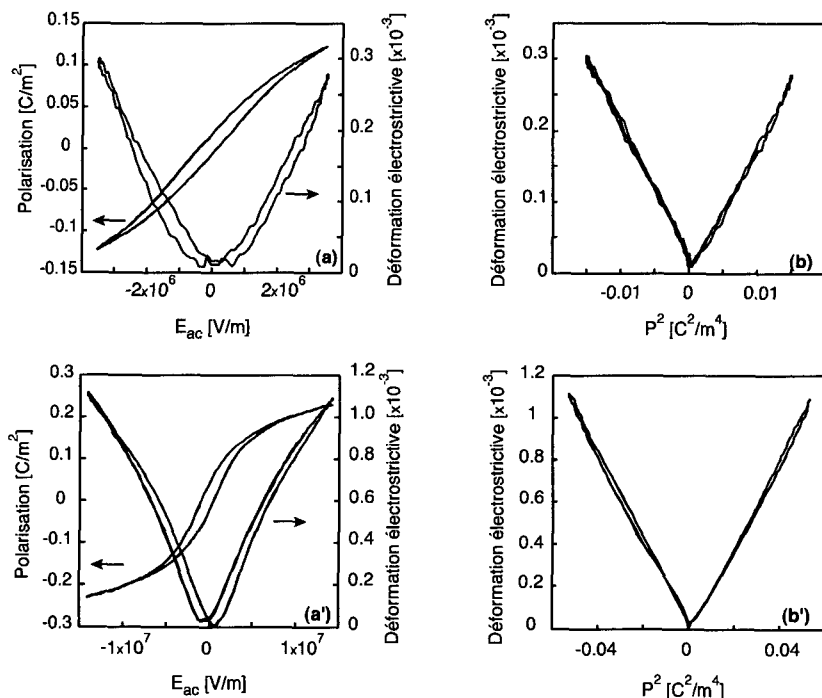 Polarisation [C/m²]
0.15
0.1
0.05
0
-0.05
-0.1
-0.15
-2x10⁶
0
2x10⁶
E_ac [V/m]
0.3
0.2
0.1
0
Déformation électrostrictive [x10⁻³]
(a)
Déformation électrostrictive [x10⁻³]
0.3
0.2
0.1
0
-0.01
0
0.01
P² [C²/m⁴]
(b)
Polarisation [C/m²]
0.3
0.2
0.1
0
-0.1
-0.2
-0.3
-1x10⁷
0
1x10⁷
E_ac [V/m]
1.2
1.0
0.8
0.6
0.4
0.2
0
Déformation électrostrictive [x10⁻³]
(a')
Déformation électrostrictive [x10⁻³]
1.2
1
0.8
0.6
0.4
0.2
0
-0.04
0
0.04
P² [C²/m⁴]
(b')